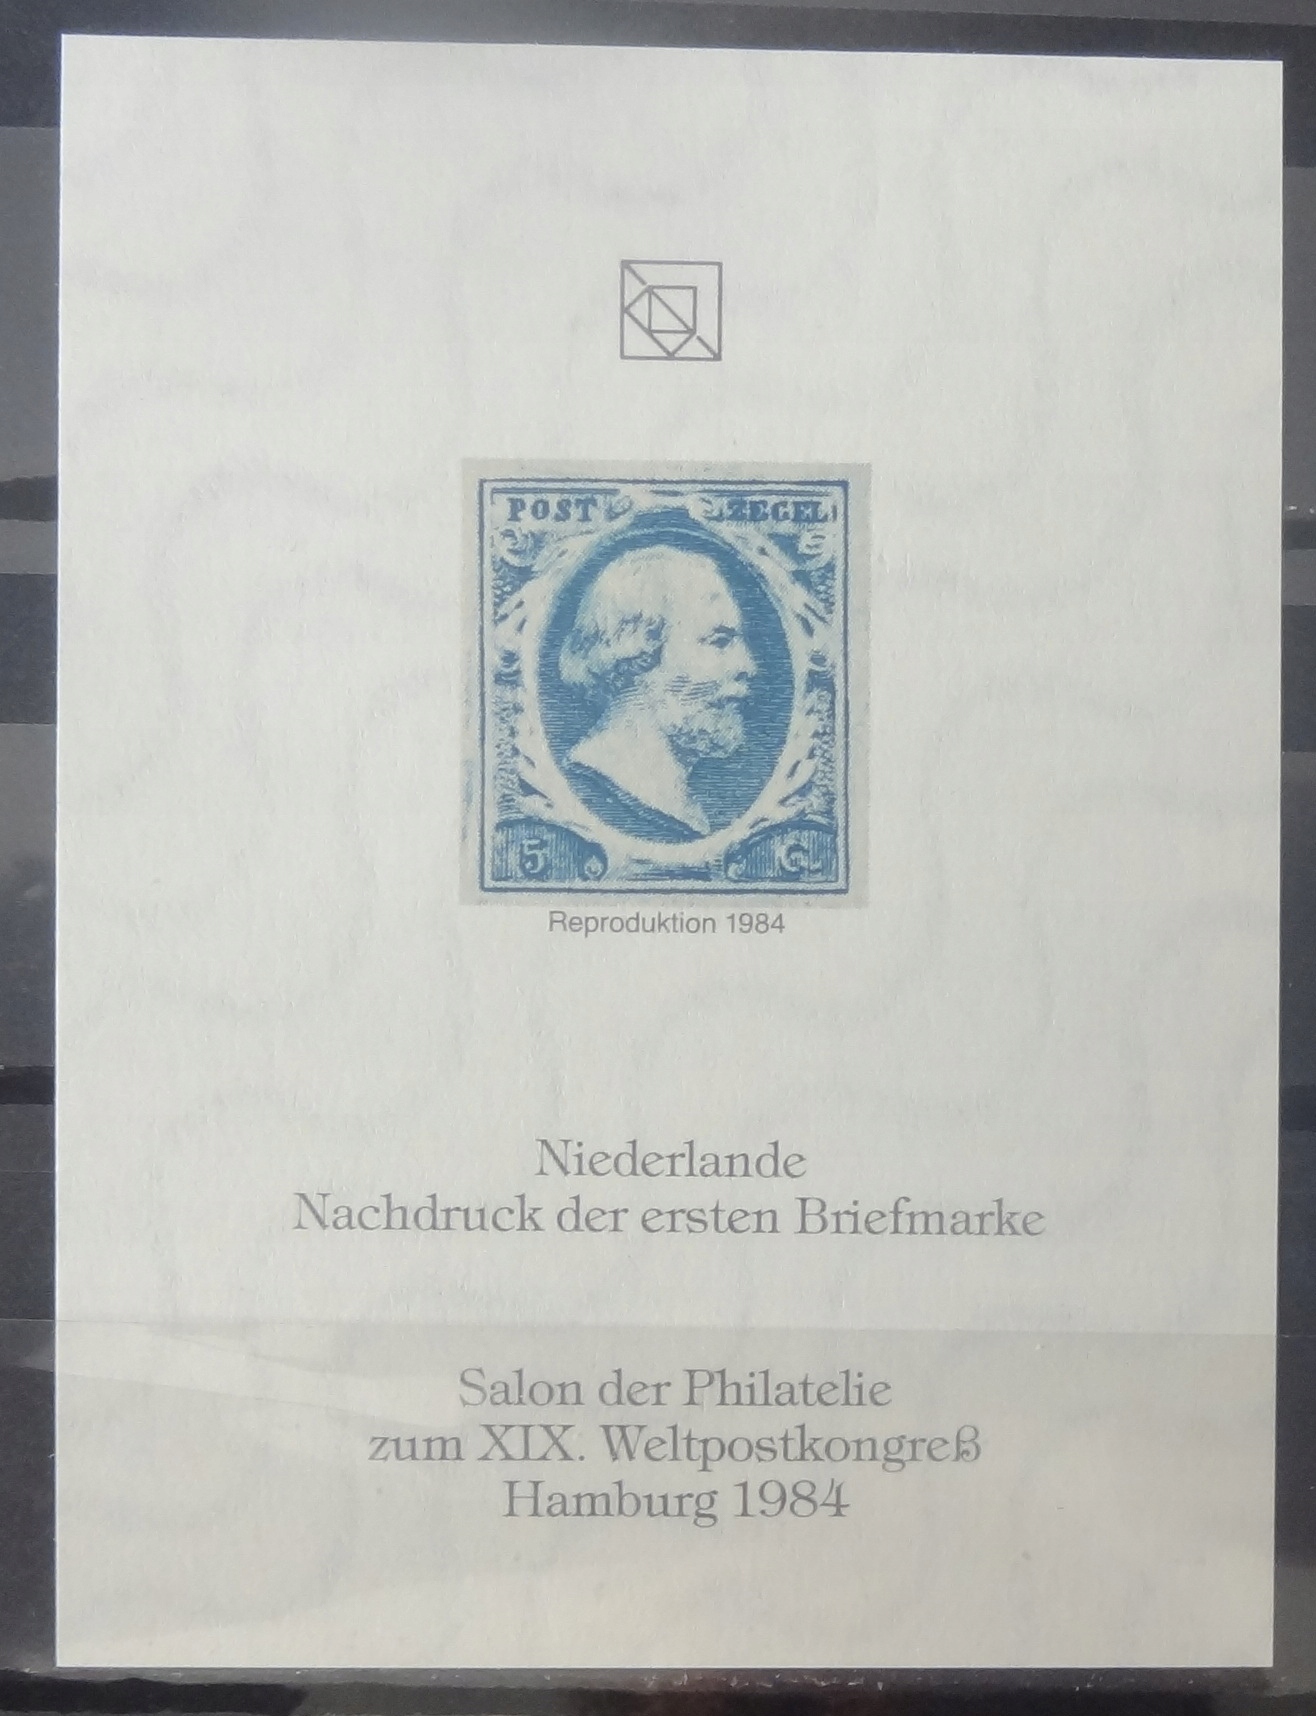 POST ZEGEL
5 C.
Reproduktion 1984
Niederlande
Nachdruck der ersten Briefmarke
Salon der Philatelie
zum XIX. Weltpostkongreß
Hamburg 1984